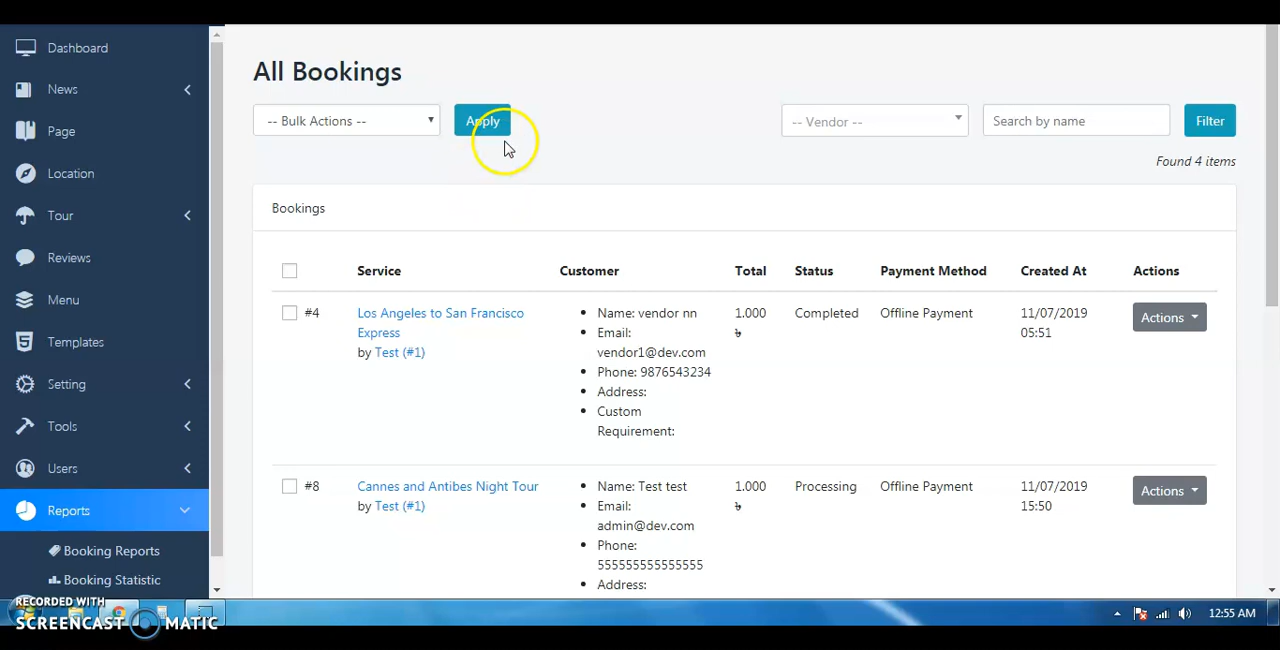 Dashboard
News
Page
Location
Tour
Reviews
Menu
Templates
Setting
Tools
Users
Reports
Booking Reports
Booking Statistic
All Bookings
-- Bulk Actions --
Apply
-- Vendor --
Search by name
Filter
Found 4 items
Bookings
Service Customer Total Status Payment Method Created At Actions
#4 Los Angeles to San Francisco Name: vendor nn 1.000 Completed Offline Payment 11/07/2019 Actions
Express Email: ৳ 05:51
by Test (#1) vendor1@dev.com
Phone: 9876543234
Address:
Custom
Requirement:
#8 Cannes and Antibes Night Tour Name: Test test 1.000 Processing Offline Payment 11/07/2019 Actions
by Test (#1) Email: ৳ 15:50
admin@dev.com
Phone:
555555555555555
Address:
RECORDED WITH
SCREENCAST MATIC
12:55 AM